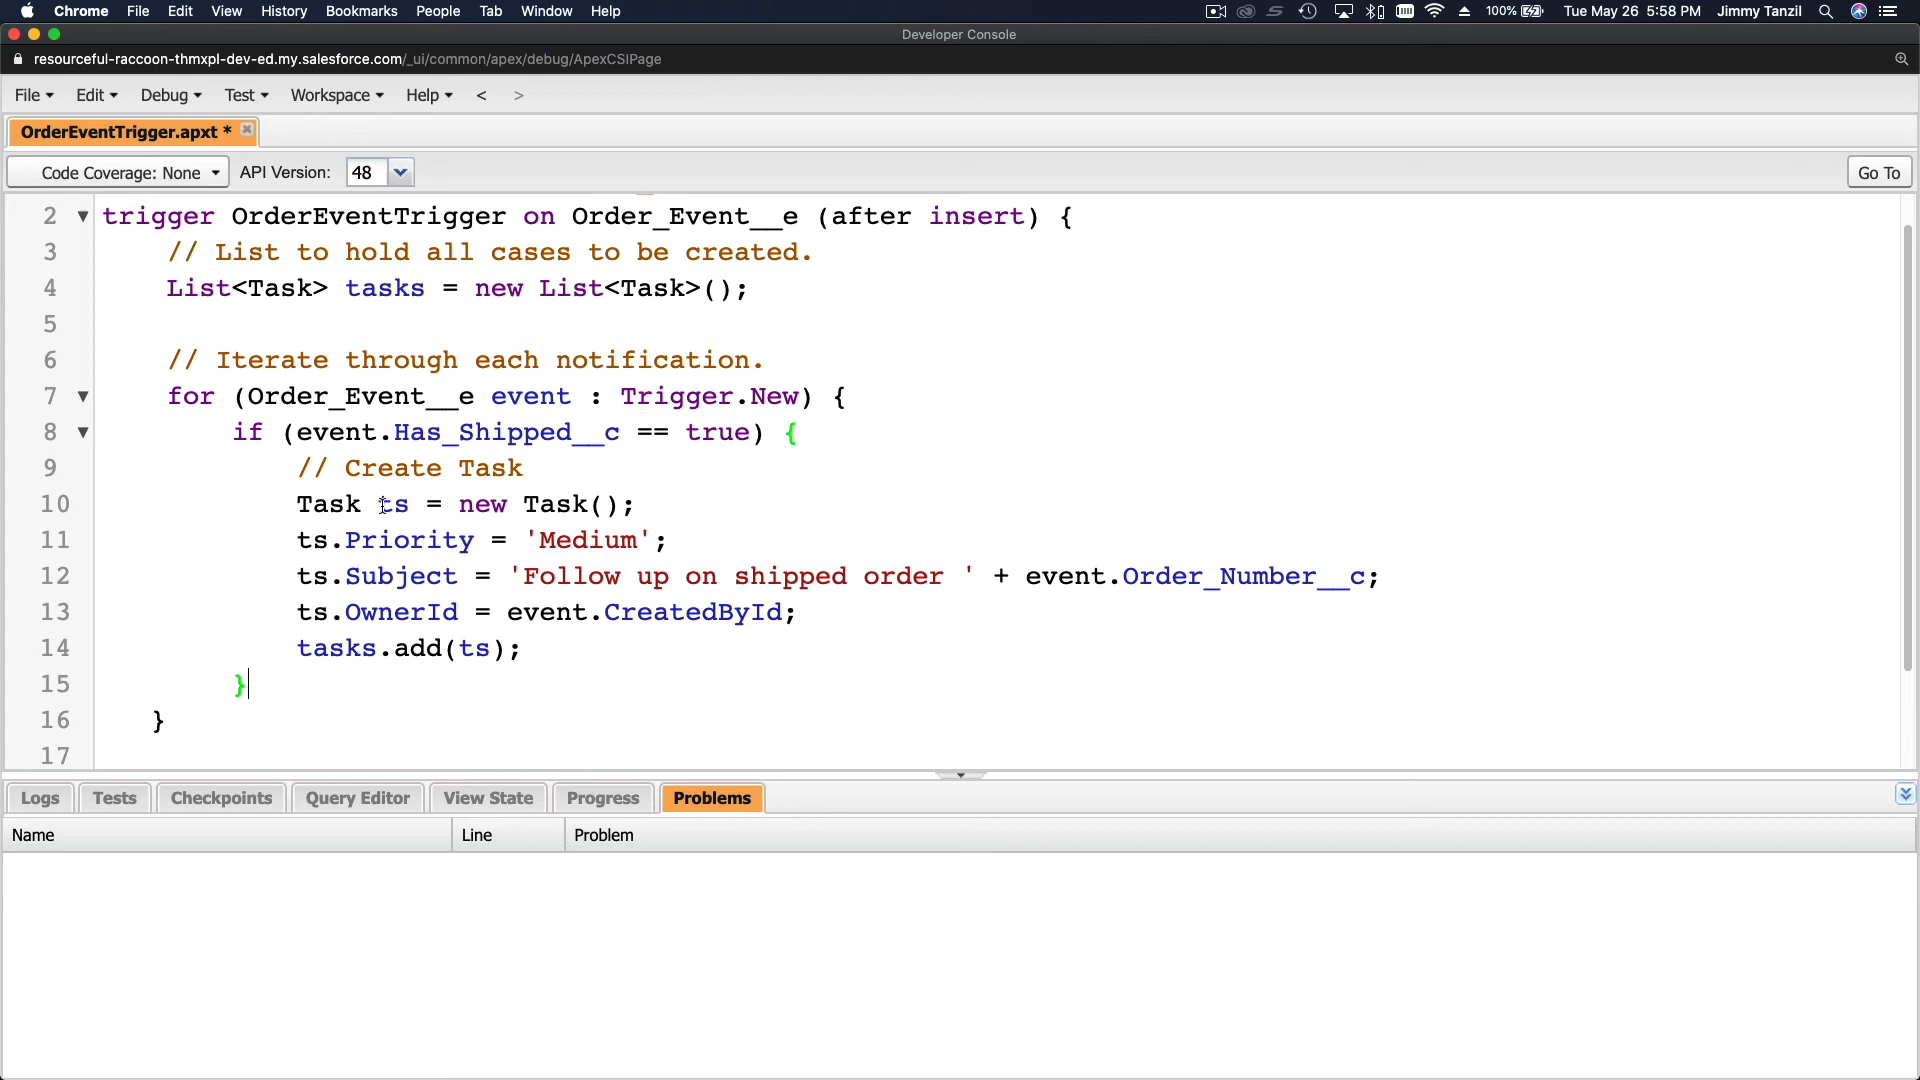 Chrome File Edit View History Bookmarks People Tab Window Help 100% Tue May 26 5:58 PM Jimmy Tanzil
Developer Console
resourceful-raccoon-thmxpl-dev-ed.my.salesforce.com/_ui/common/apex/debug/ApexCSIPage
File Edit Debug Test Workspace Help < >
OrderEventTrigger.apxt *
Code Coverage: None API Version: 48 Go To
2 trigger OrderEventTrigger on Order_Event__e (after insert) {
3 // List to hold all cases to be created.
4 List<Task> tasks = new List<Task>();
5
6 // Iterate through each notification.
7 for (Order_Event__e event : Trigger.New) {
8 if (event.Has_Shipped__c == true) {
9 // Create Task
10 Task ts = new Task();
11 ts.Priority = 'Medium';
12 ts.Subject = 'Follow up on shipped order ' + event.Order_Number__c;
13 ts.OwnerId = event.CreatedById;
14 tasks.add(ts);
15 }
16 }
17
Logs Tests Checkpoints Query Editor View State Progress Problems
Name Line Problem